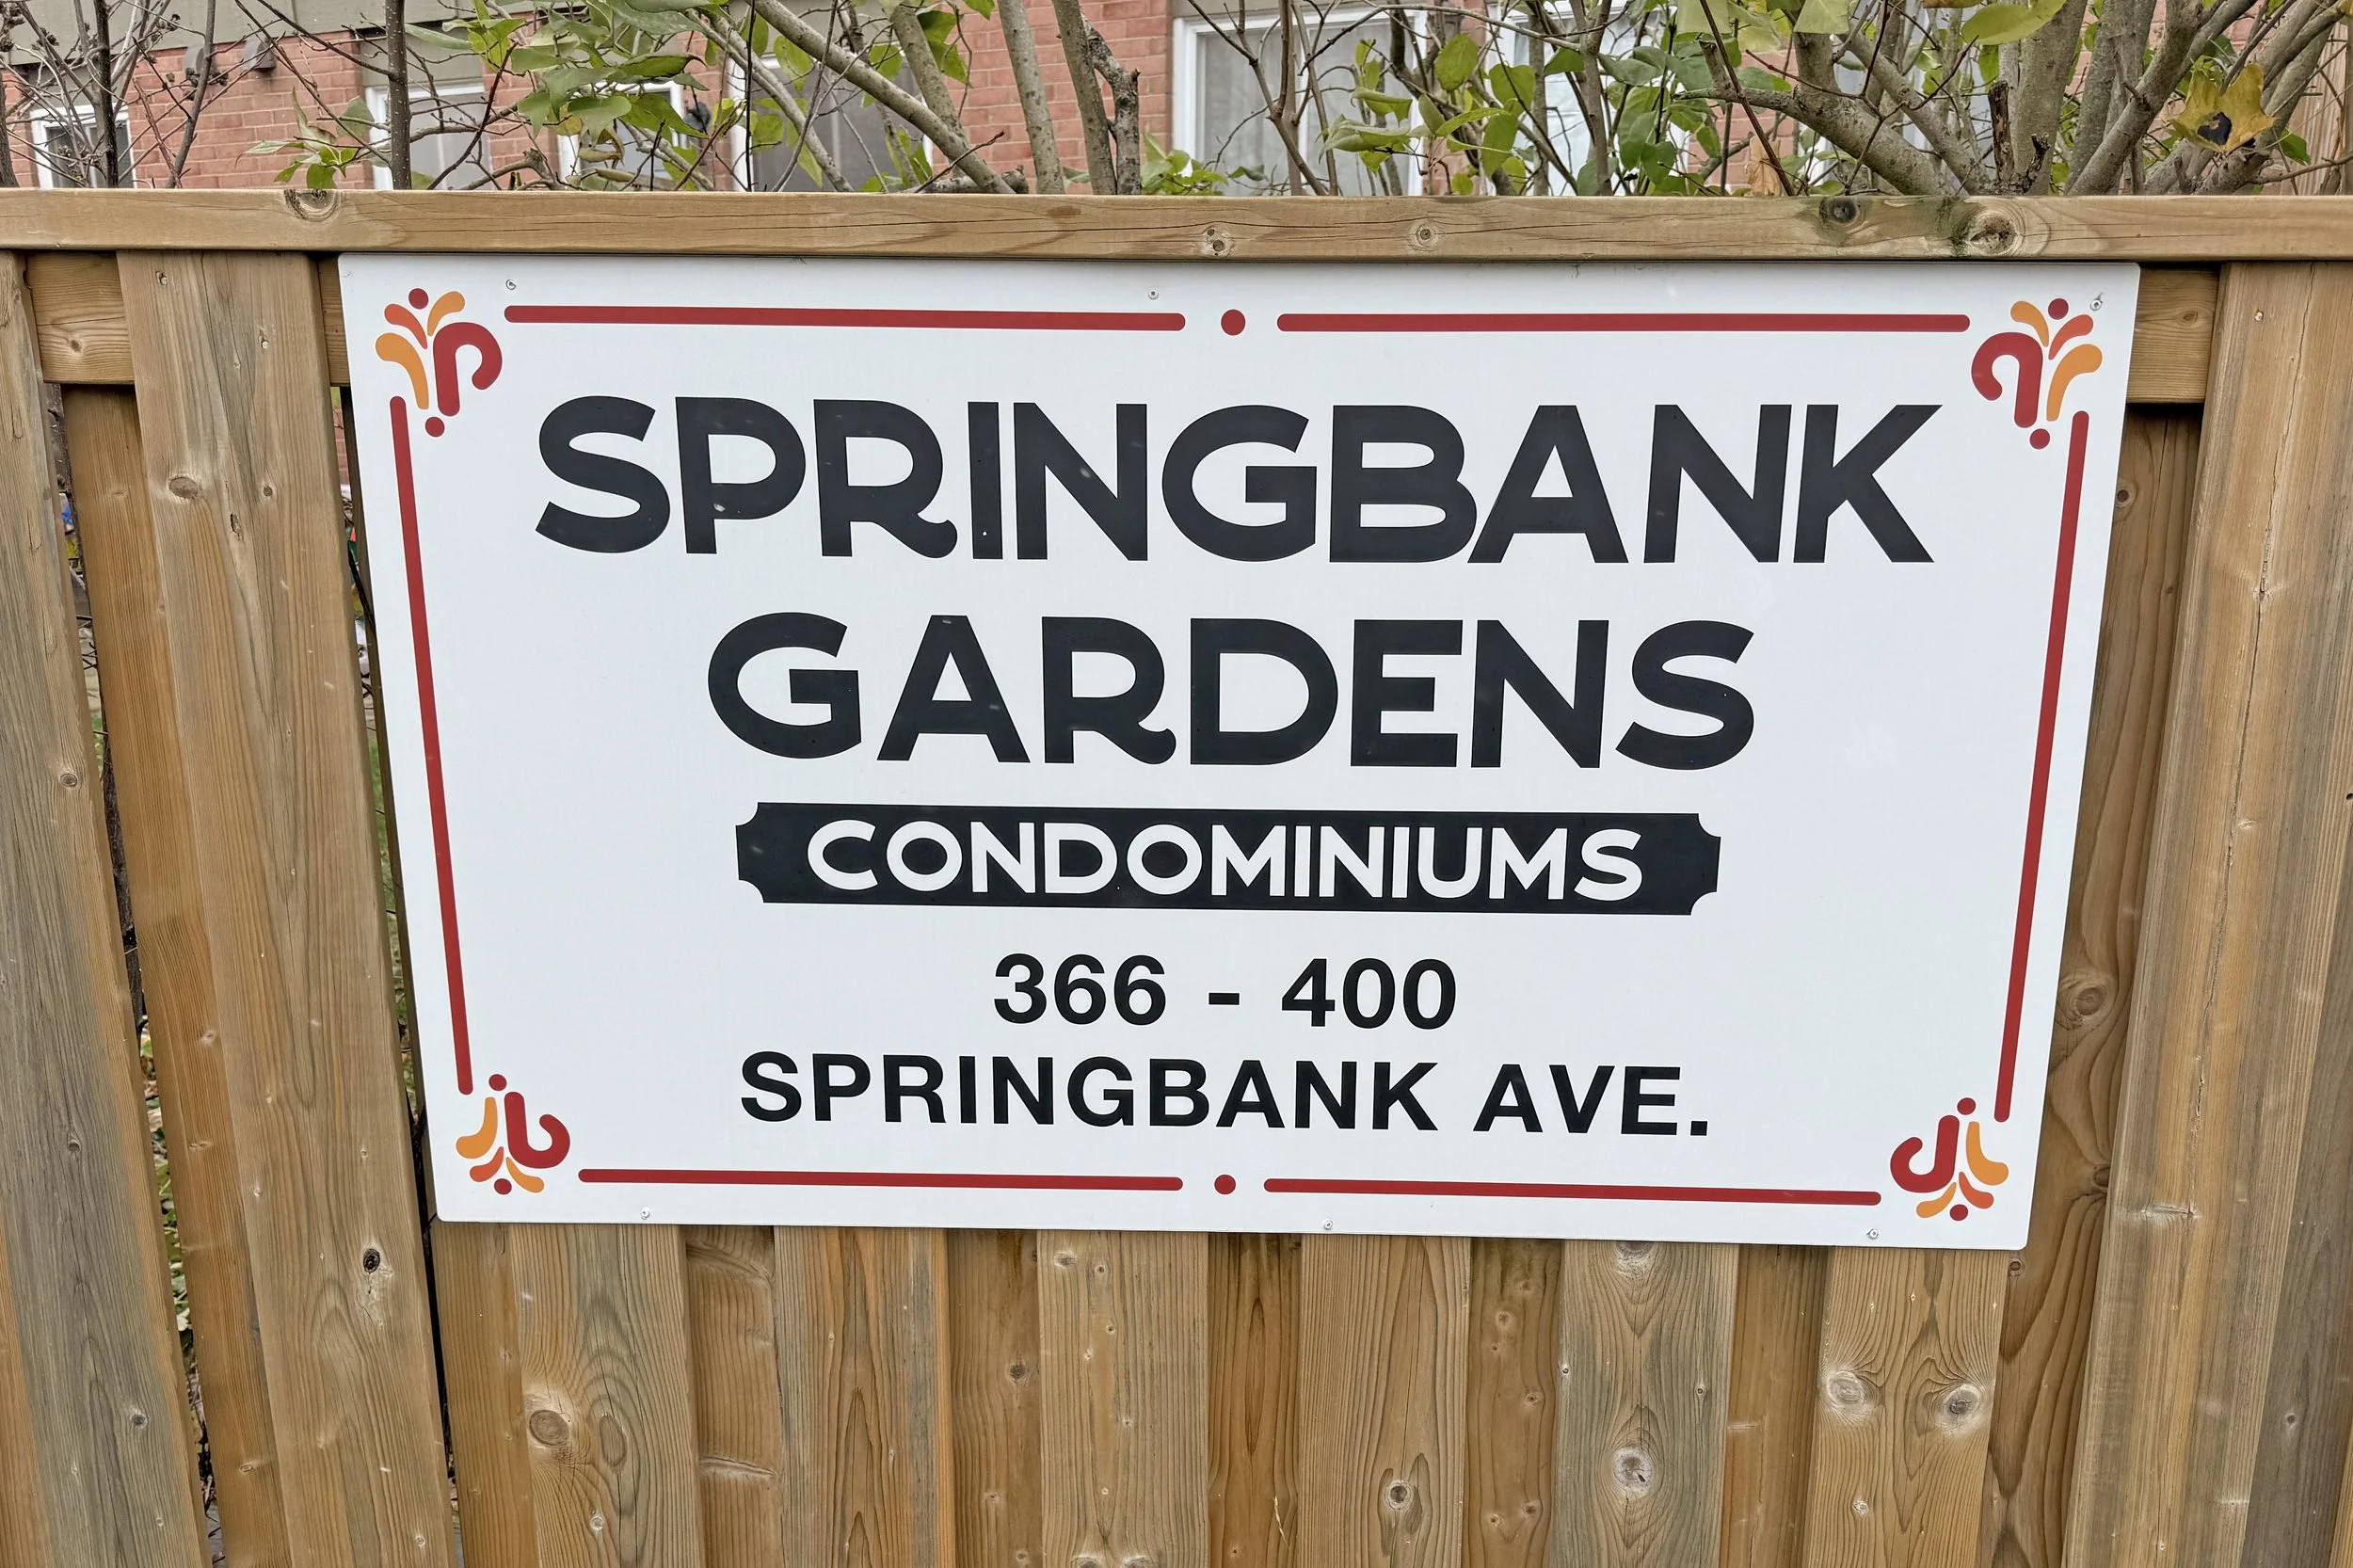 SPRINGBANK
GARDENS
CONDOMINIUMS
366 - 400
SPRINGBANK AVE.